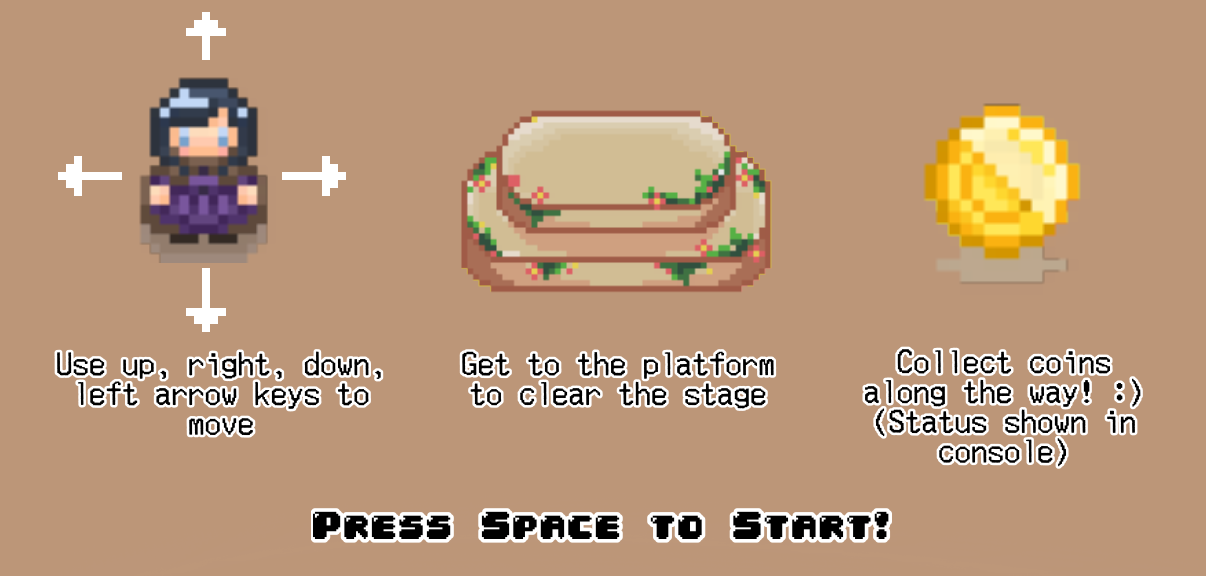 Use up, right, down,
left arrow keys to
move
Get to the platform
to clear the stage
Collect coins
along the way! :)
(Status shown in
console)
PRESS SPACE TO START!